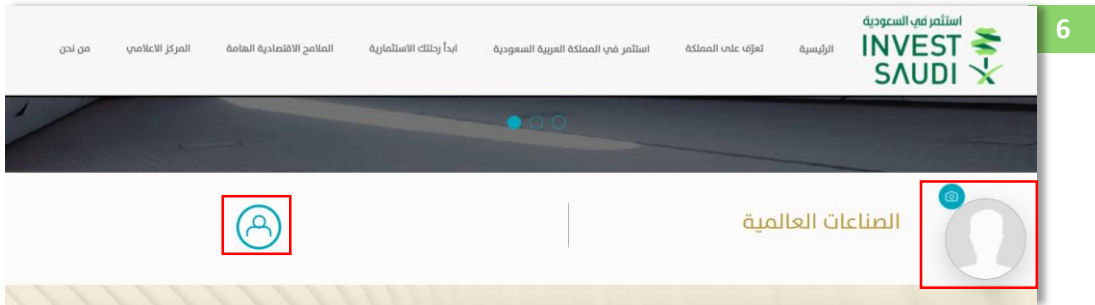 6
استثمر في السعودية
INVEST
SAUDI
الرئيسية تعرّف على المملكة استثمر في المملكة العربية السعودية ابدأ رحلتك الاستثمارية الملامح الاقتصادية الهامة المركز الاعلامي من نحن
الصناعات العالمية